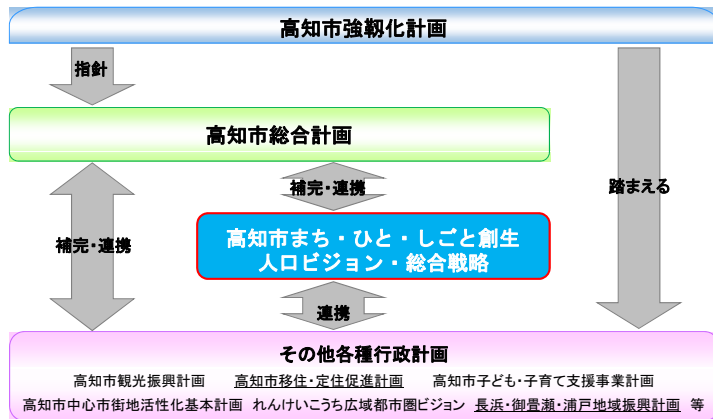 高知市強靱化計画
指針
高知市総合計画
補完・連携
踏まえる
補完・連携
高知市まち・ひと・しごと創生
人口ビジョン・総合戦略
連携
その他各種行政計画
高知市観光振興計画 高知市移住・定住促進計画 高知市子ども・子育て支援事業計画
高知市中心市街地活性化基本計画 れんけいこうち広域都市圏ビジョン 長浜・御畳瀬・浦戸地域振興計画 等